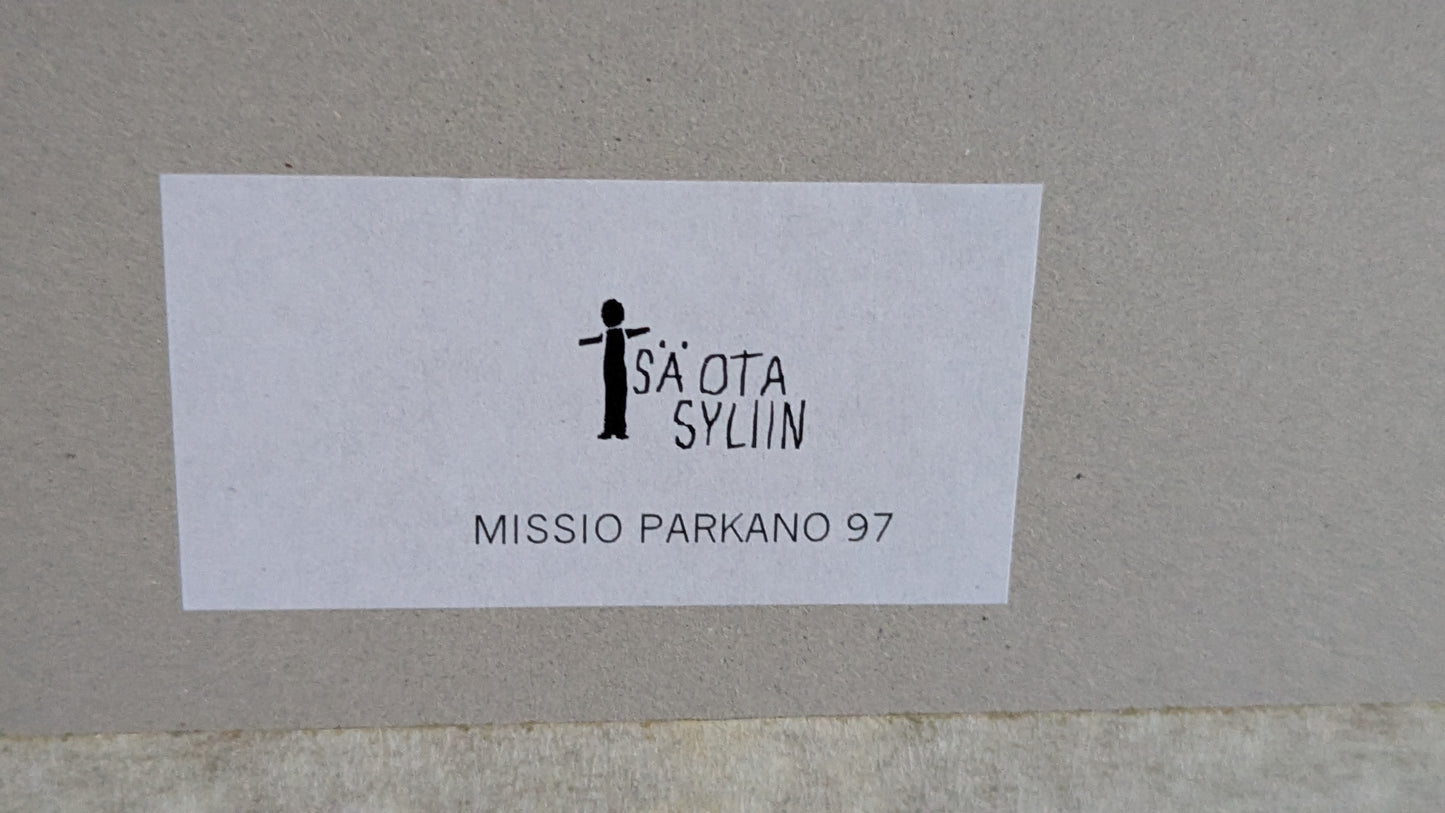 ISÄ OTA
SYLIIN
MISSIO PARKANO 97